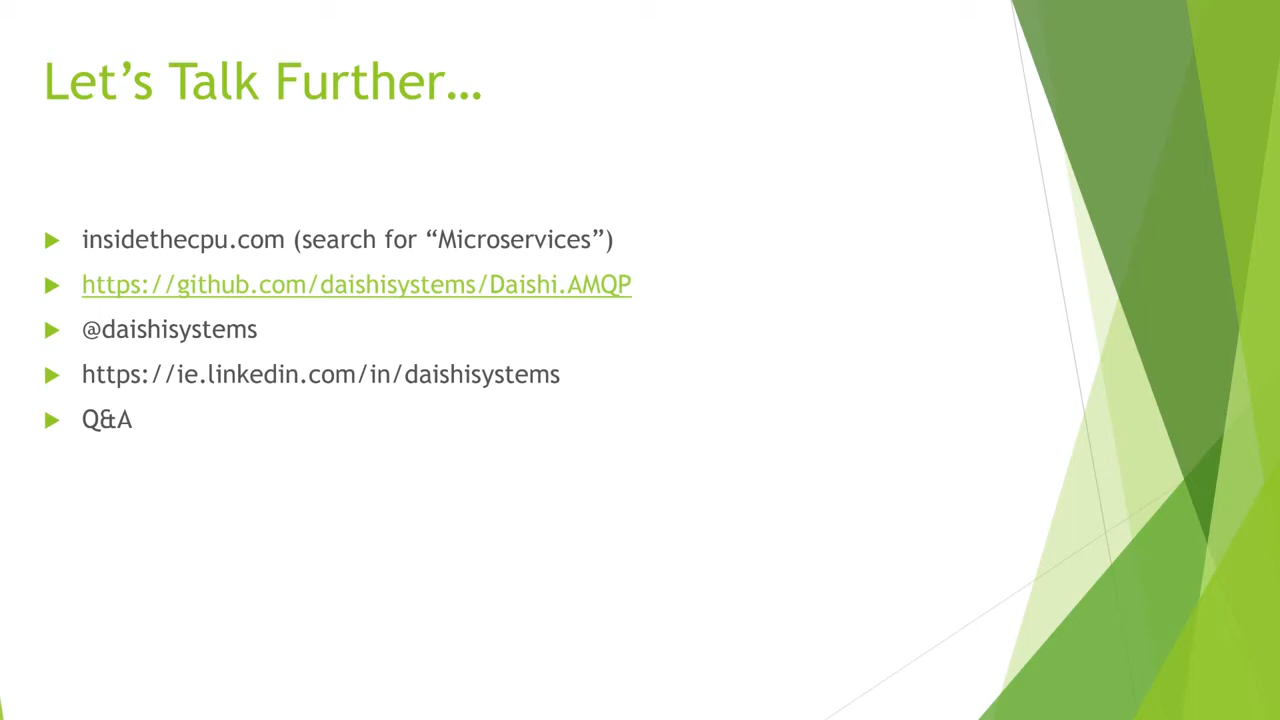 Let’s Talk Further…
insidethecpu.com (search for “Microservices”)
https://github.com/daishisystems/Daishi.AMQP
@daishisystems
https://ie.linkedin.com/in/daishisystems
Q&A